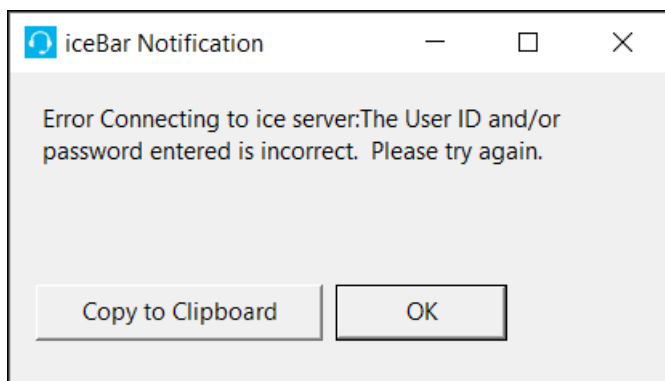 iceBar Notification
Error Connecting to ice server:The User ID and/or
password entered is incorrect.  Please try again.
Copy to Clipboard
OK